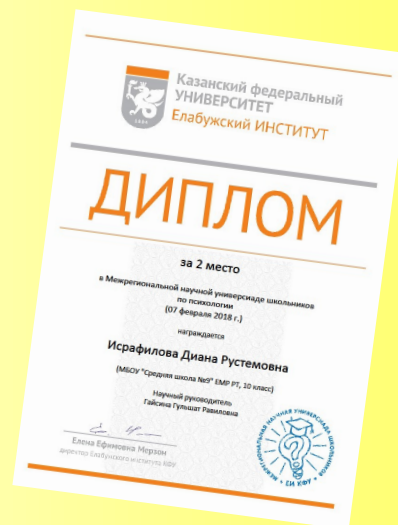 Казанский федеральный
УНИВЕРСИТЕТ
Елабужский ИНСТИТУТ
1804
ДИПЛОМ
за 2 место
в Межрегиональной научной универсиаде школьников
по психологии
(07 февраля 2018 г.)
награждается
Исрафилова Диана Рустемовна
(МБОУ "Средняя школа №9" ЕМР РТ, 10 класс)
Научный руководитель
Гайсина Гульшат Равиловна
Елена Ефимовна Мерзон
директор Елабужского института КФУ
МЕЖРЕГИОНАЛЬНАЯ НАУЧНАЯ УНИВЕРСИАДА ШКОЛЬНИКОВ
• ЕИ КФУ •